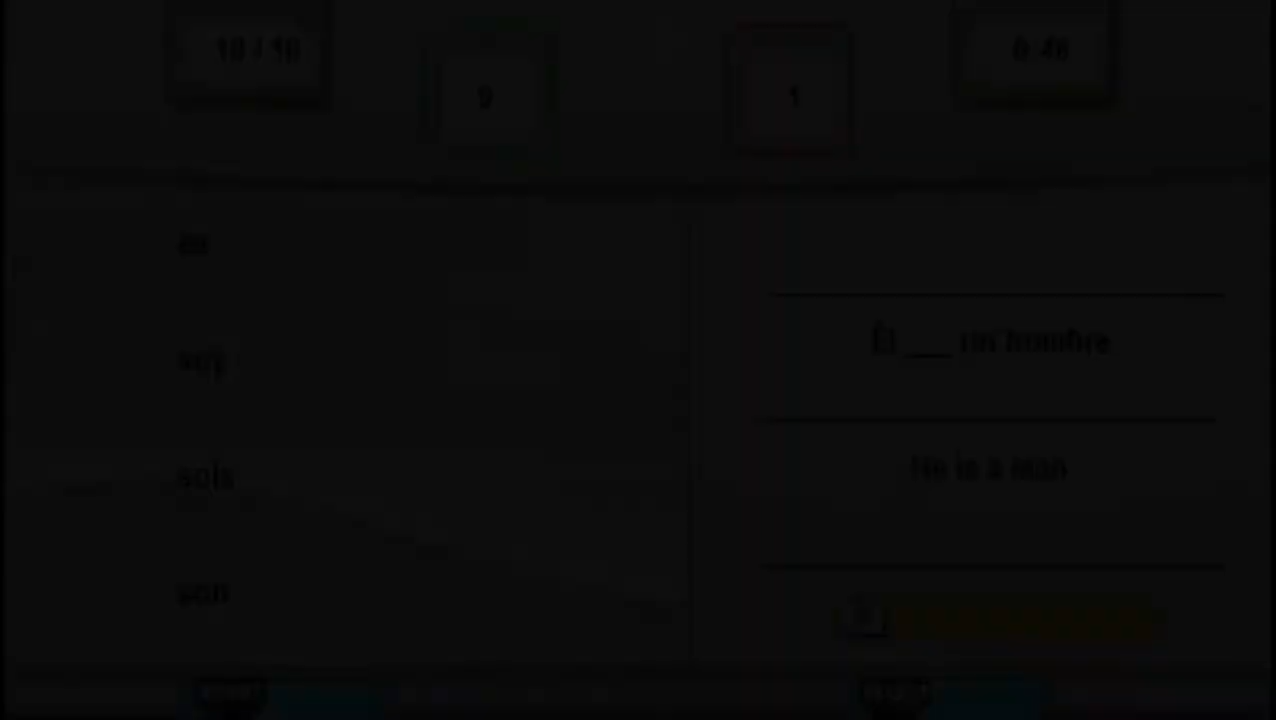 10 / 10
9
1
0:46
es
soy
Él ___ un hombre
sois
He is a man
son